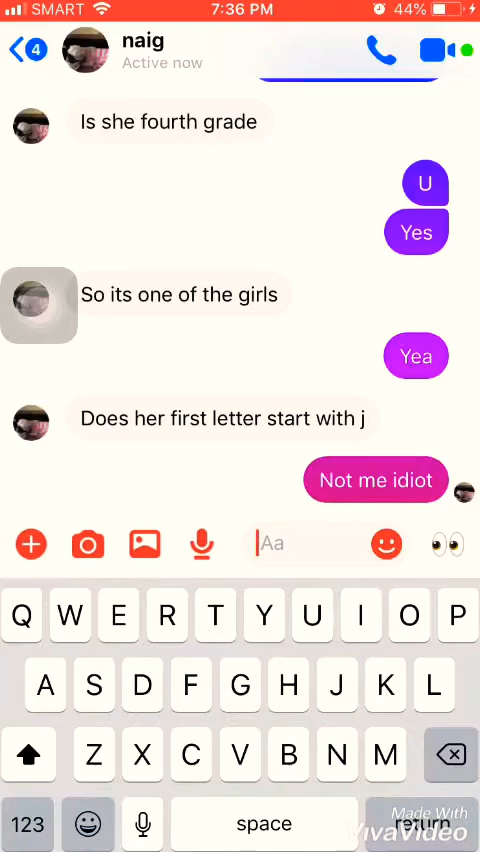 SMART 7:36 PM 44%
4 naig
Active now
Is she fourth grade
U
Yes
So its one of the girls
Yea
Does her first letter start with j
Not me idiot
Aa
Q W E R T Y U I O P
A S D F G H J K L
Z X C V B N M
123 space return
Made With
VivaVideo